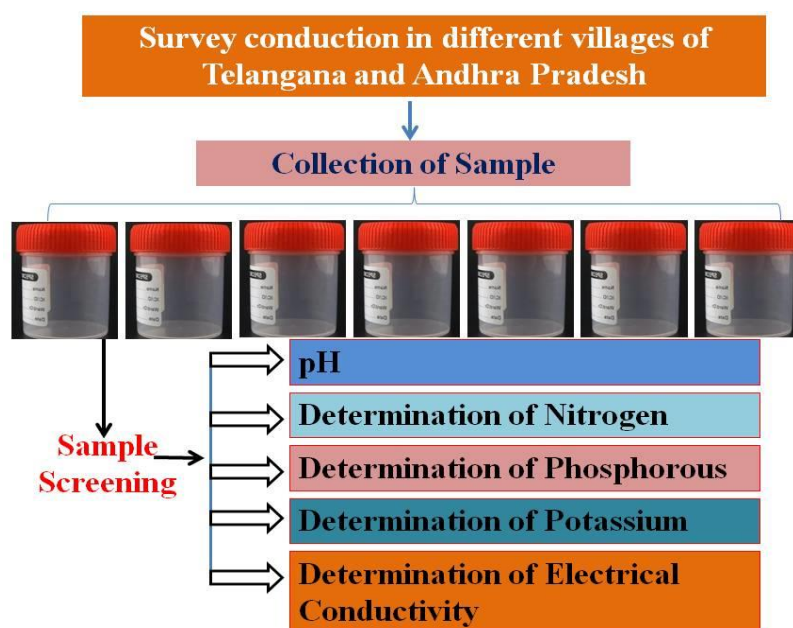 Survey conduction in different villages of
Telangana and Andhra Pradesh
Collection of Sample
pH
Determination of Nitrogen
Sample
Screening
Determination of Phosphorous
Determination of Potassium
Determination of Electrical
Conductivity